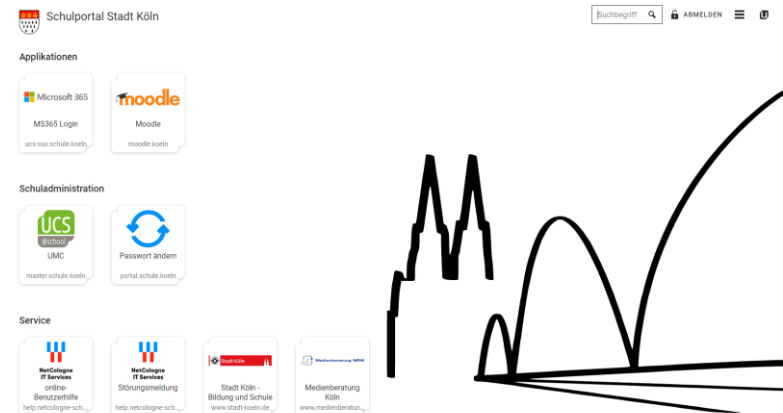 Schulportal Stadt Köln
Suchbegriff
ABMELDEN
Applikationen
Microsoft 365
moodle
MS365 Login
Moodle
ucs-sso.schule.koeln
moodle.koeln
Schuladministration
UCS
@school
UMC
Passwort ändern
master.schule.koeln
portal.schule.koeln
Service
NetCologne
IT Services
NetCologne
IT Services
Stadt Köln
Medienberatung NRW
online-
Benutzerhilfe
Störungsmeldung
Stadt Köln -
Bildung und Schule
Medienberatung
Köln
help.netcologne-sch...
help.netcologne-sch...
www.stadt-koeln.de
www.medienberatun...